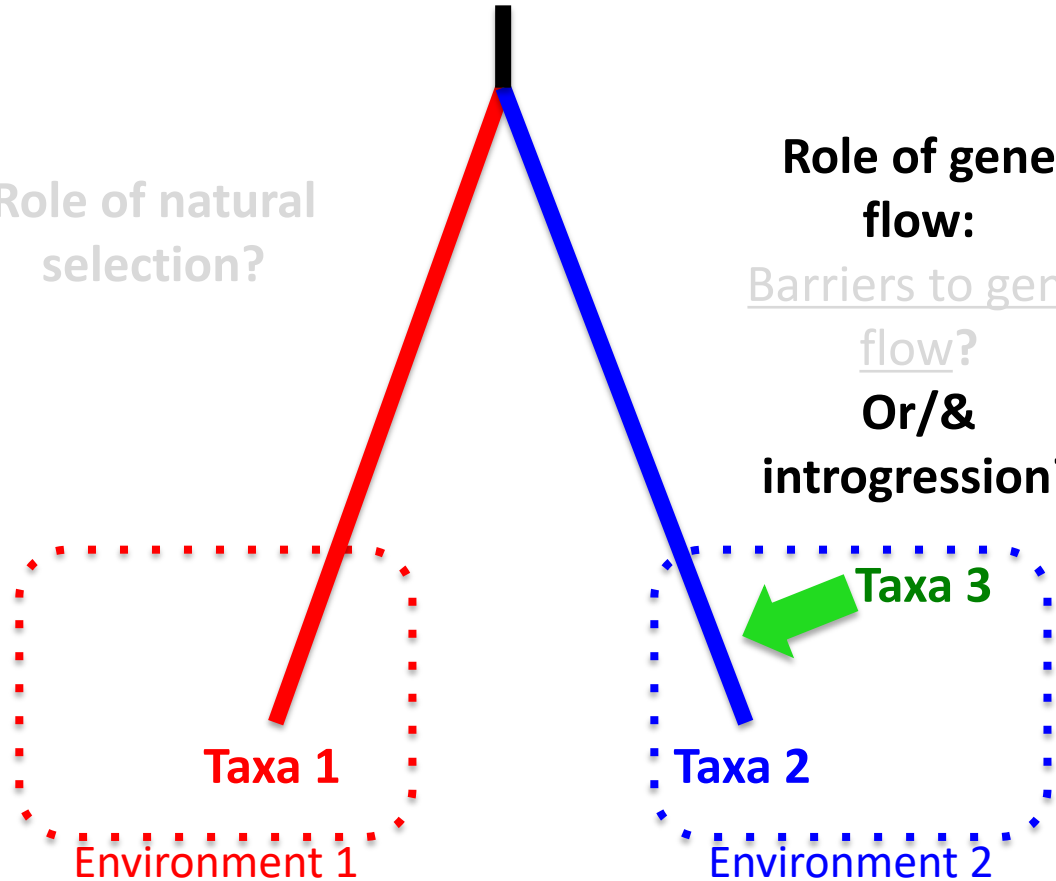 Role of gene
flow:
Role of natural
selection?
Barriers to gen
flow?
Or/&
introgression?
Taxa 3
Taxa 1
Taxa 2
Environment 1
Environment 2